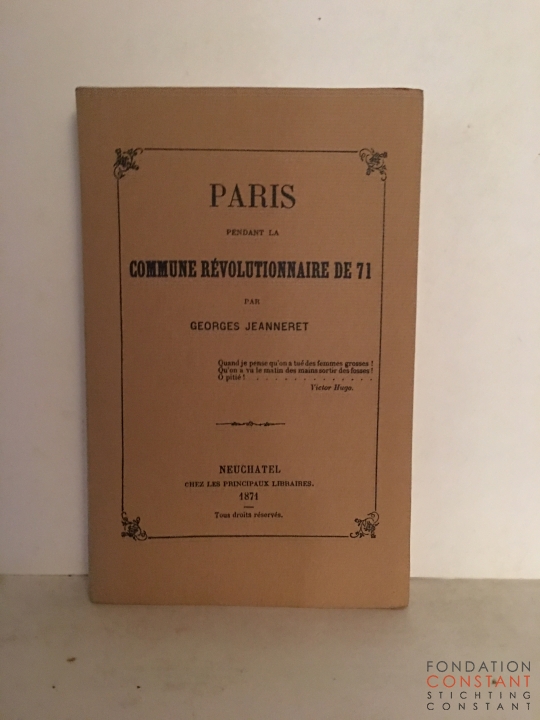 PARIS
PENDANT LA
COMMUNE RÉVOLUTIONNAIRE DE 71
PAR
GEORGES JEANNERET
Quand je pense qu'on a tué des femmes grosses !
Qu'on a vu le matin des mains sortir des fosses !
O pitié ! . . . . . . . . . . . . . .
Victor Hugo.
NEUCHATEL
CHEZ LES PRINCIPAUX LIBRAIRES.
1871
Tous droits réservés.
FONDATION
CONSTANT
STICHTING
CONSTANT